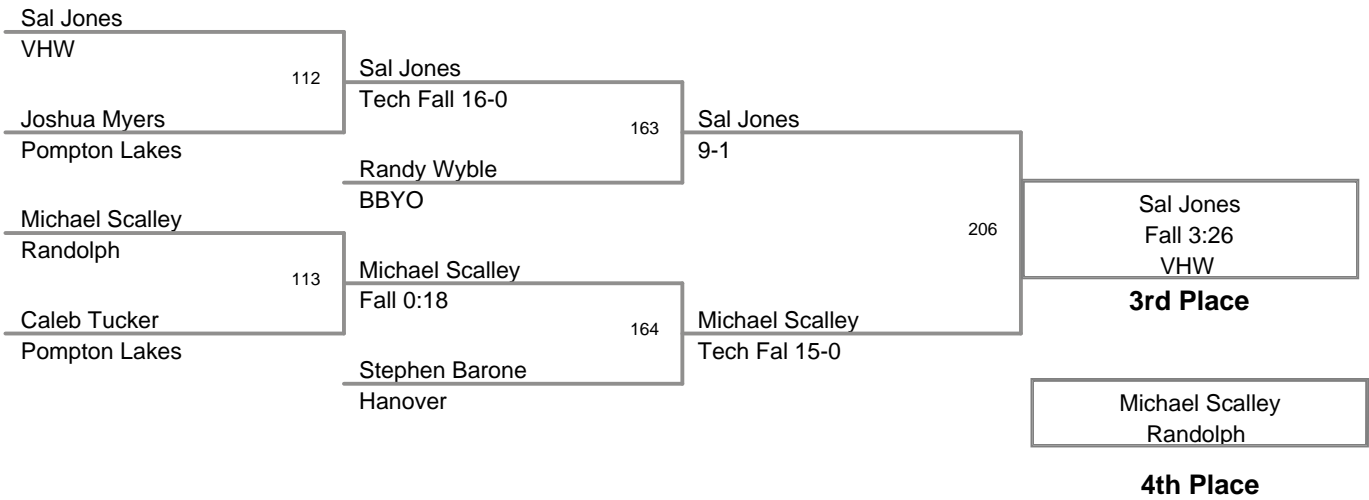 Sal Jones
VHW
112
Joshua Myers
Pompton Lakes
Michael Scalley
Randolph
113
Caleb Tucker
Pompton Lakes
Sal Jones
Tech Fall 16-0
163
Randy Wyble
BBYO
Michael Scalley
Fall 0:18
164
Stephen Barone
Hanover
Sal Jones
9-1
206
Michael Scalley
Tech Fal 15-0
Sal Jones
Fall 3:26
VHW
3rd Place
Michael Scalley
Randolph
4th Place